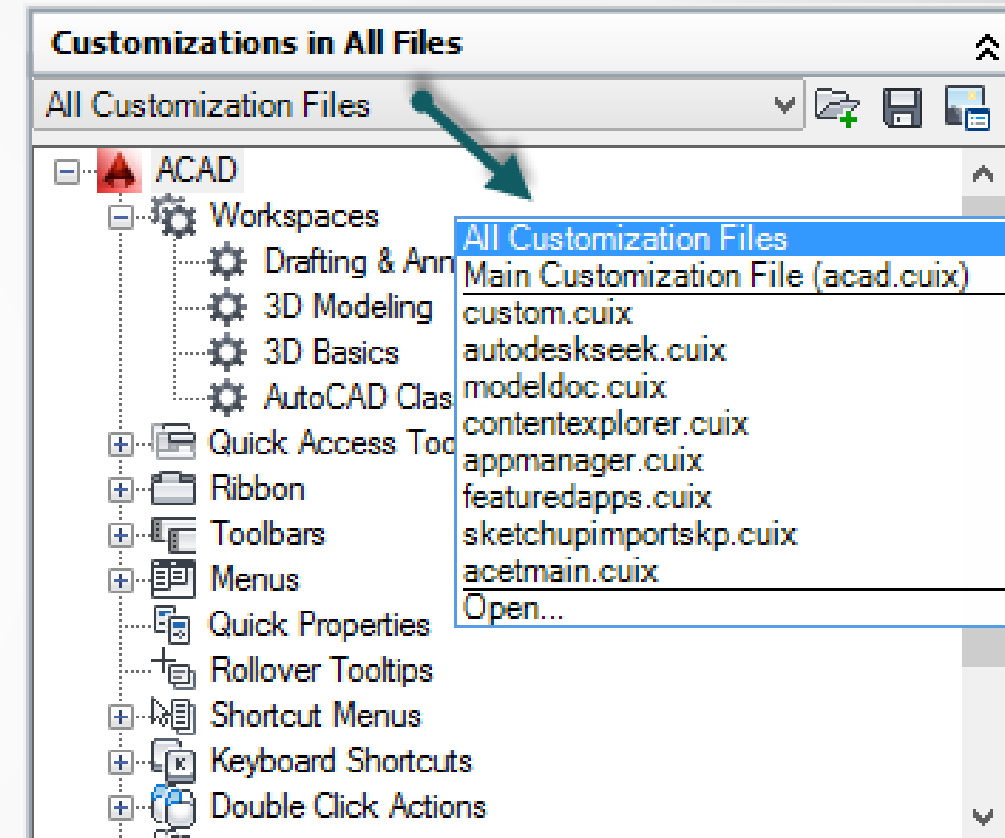 Customizations in All Files
All Customization Files
ACAD
Workspaces
Drafting & Ann
3D Modeling
3D Basics
AutoCAD Clas
Quick Access Too
Ribbon
Toolbars
Menus
Quick Properties
Rollover Tooltips
Shortcut Menus
Keyboard Shortcuts
Double Click Actions
All Customization Files
Main Customization File (acad.cuix)
custom.cuix
autodeskseek.cuix
modeldoc.cuix
contentexplorer.cuix
appmanager.cuix
featuredapps.cuix
sketchupimportskp.cuix
acetmain.cuix
Open...